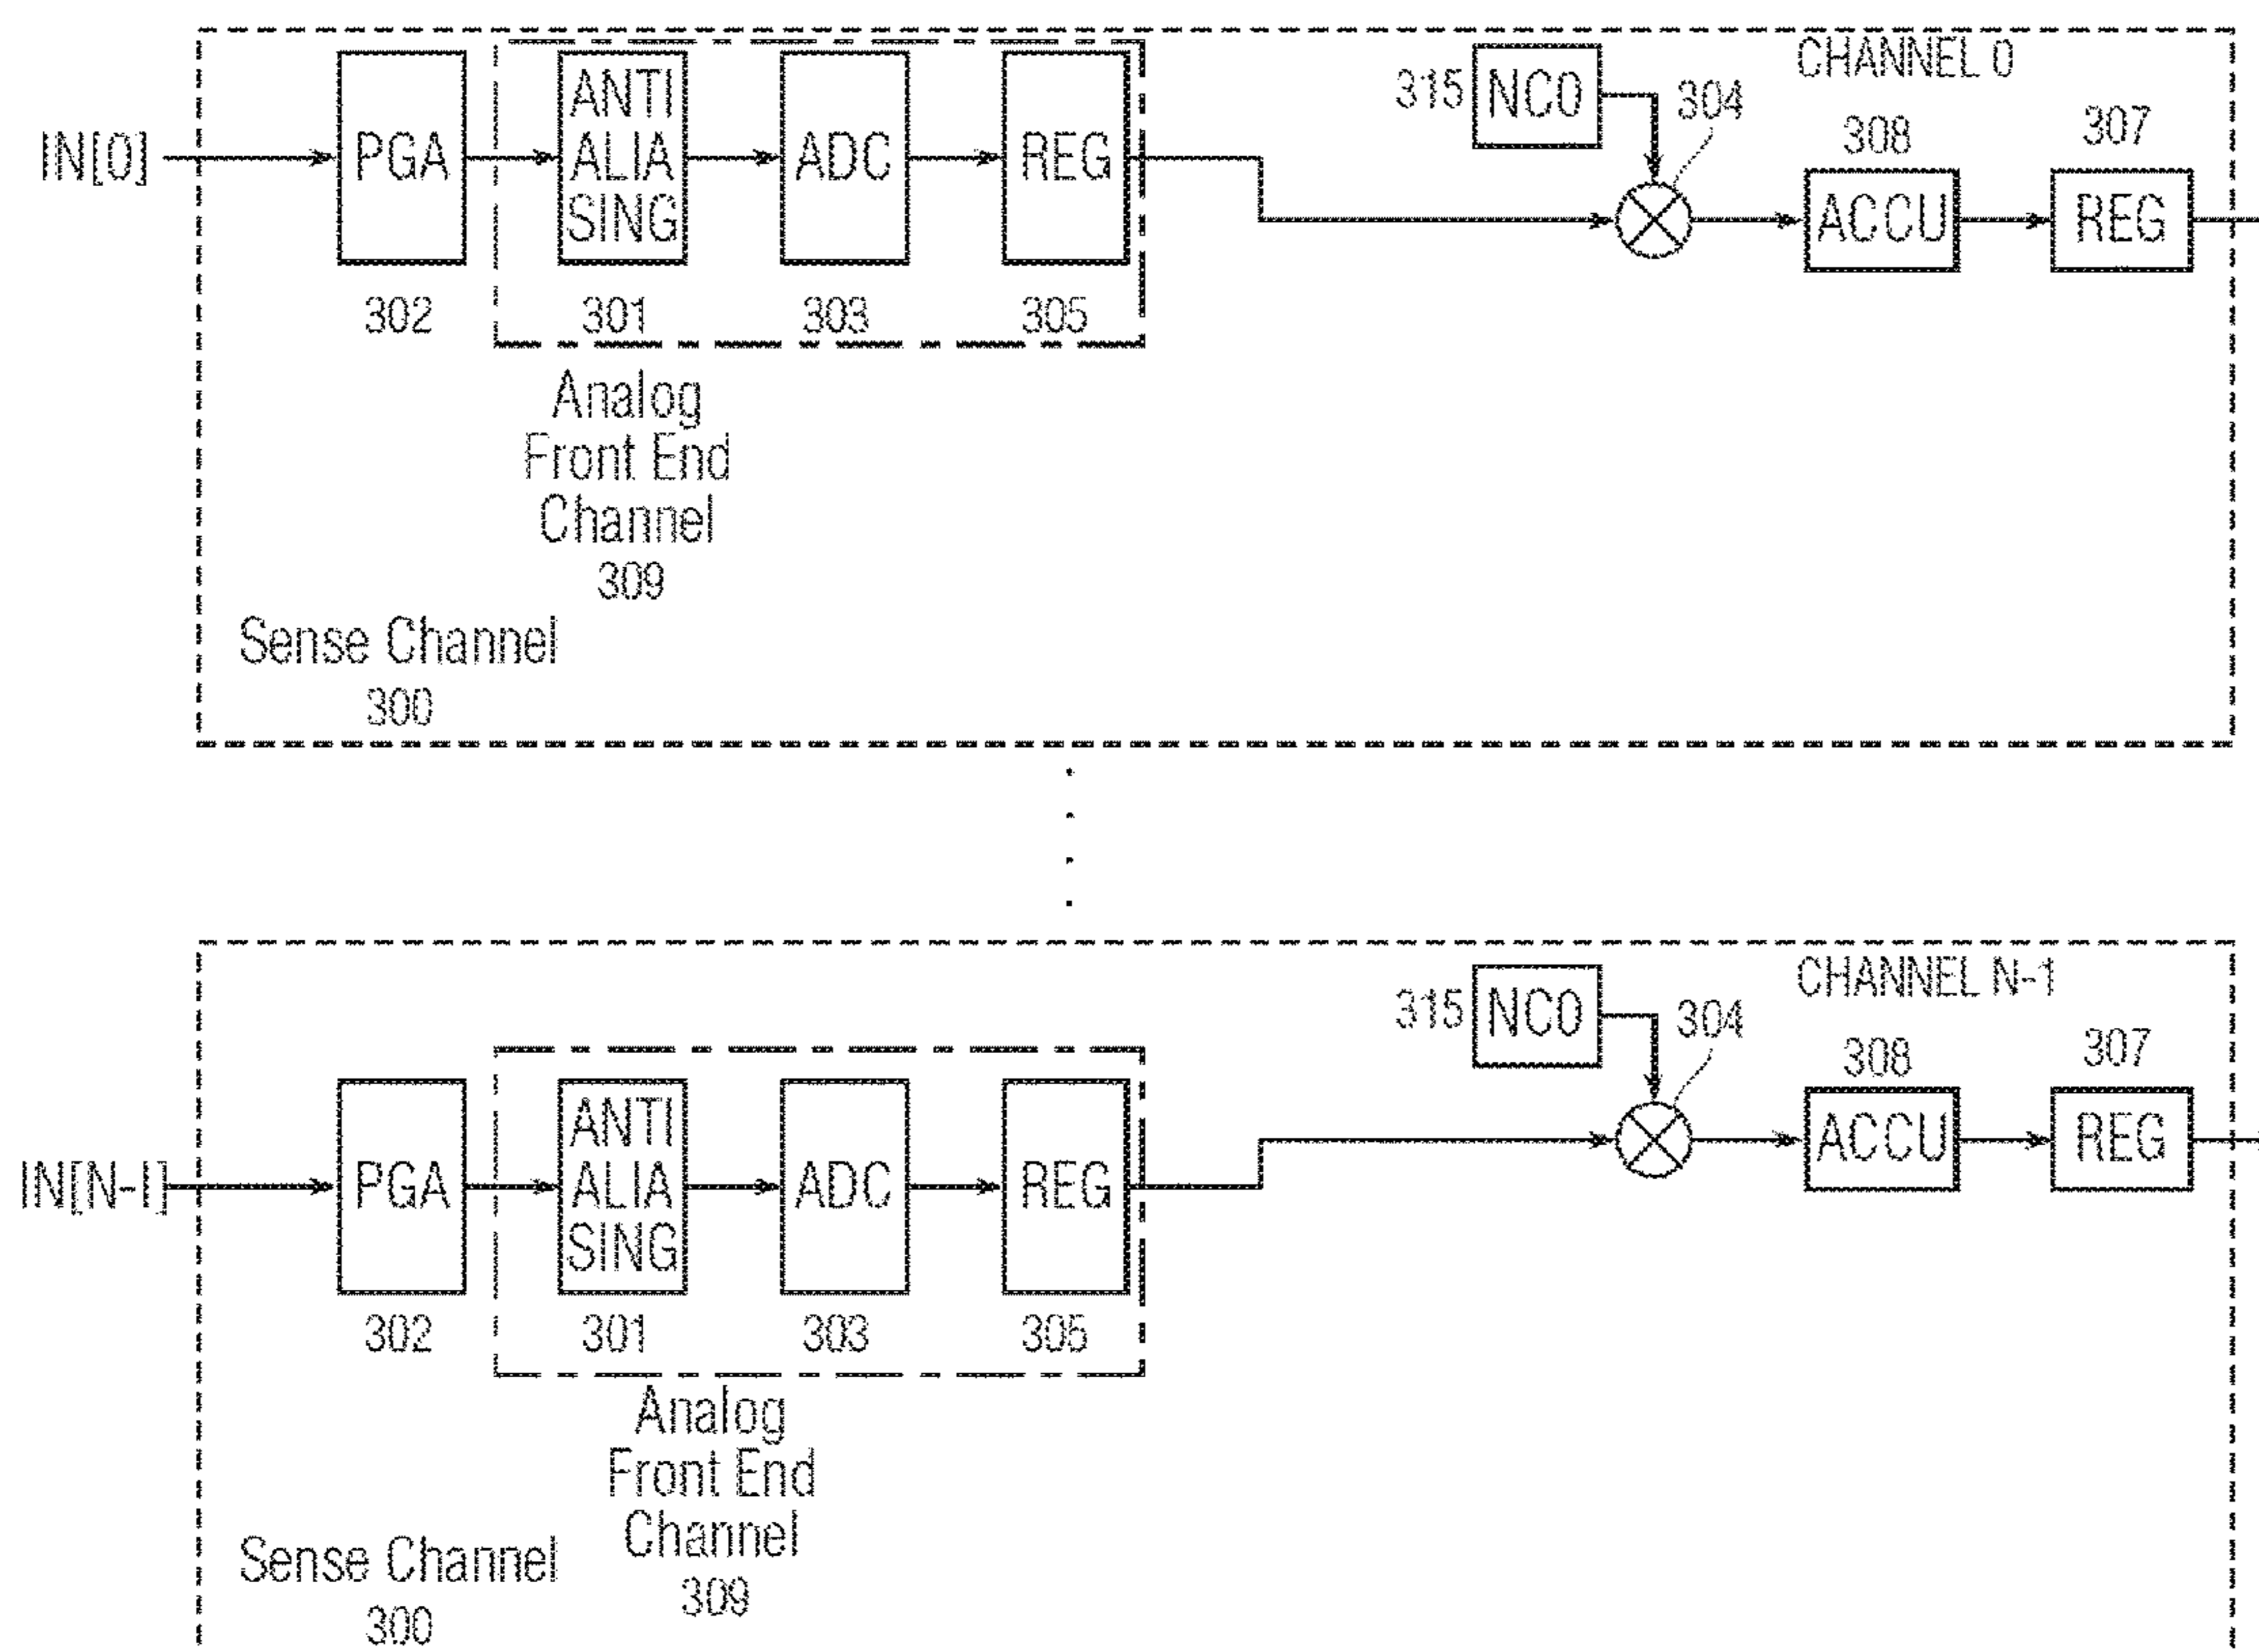 CHANNEL 0
315
NCO
304
308
307
IN[0]
PGA
ANTI
ALIA
SING
ADC
REG
ACCU
REG
302
301
303
305
Analog
Front End
Channel
309
Sense Channel
300
CHANNEL N-1
315
NCO
304
308
307
IN[N-1]
PGA
ANTI
ALIA
SING
ADC
REG
ACCU
REG
302
301
303
305
Analog
Front End
Channel
309
Sense Channel
300